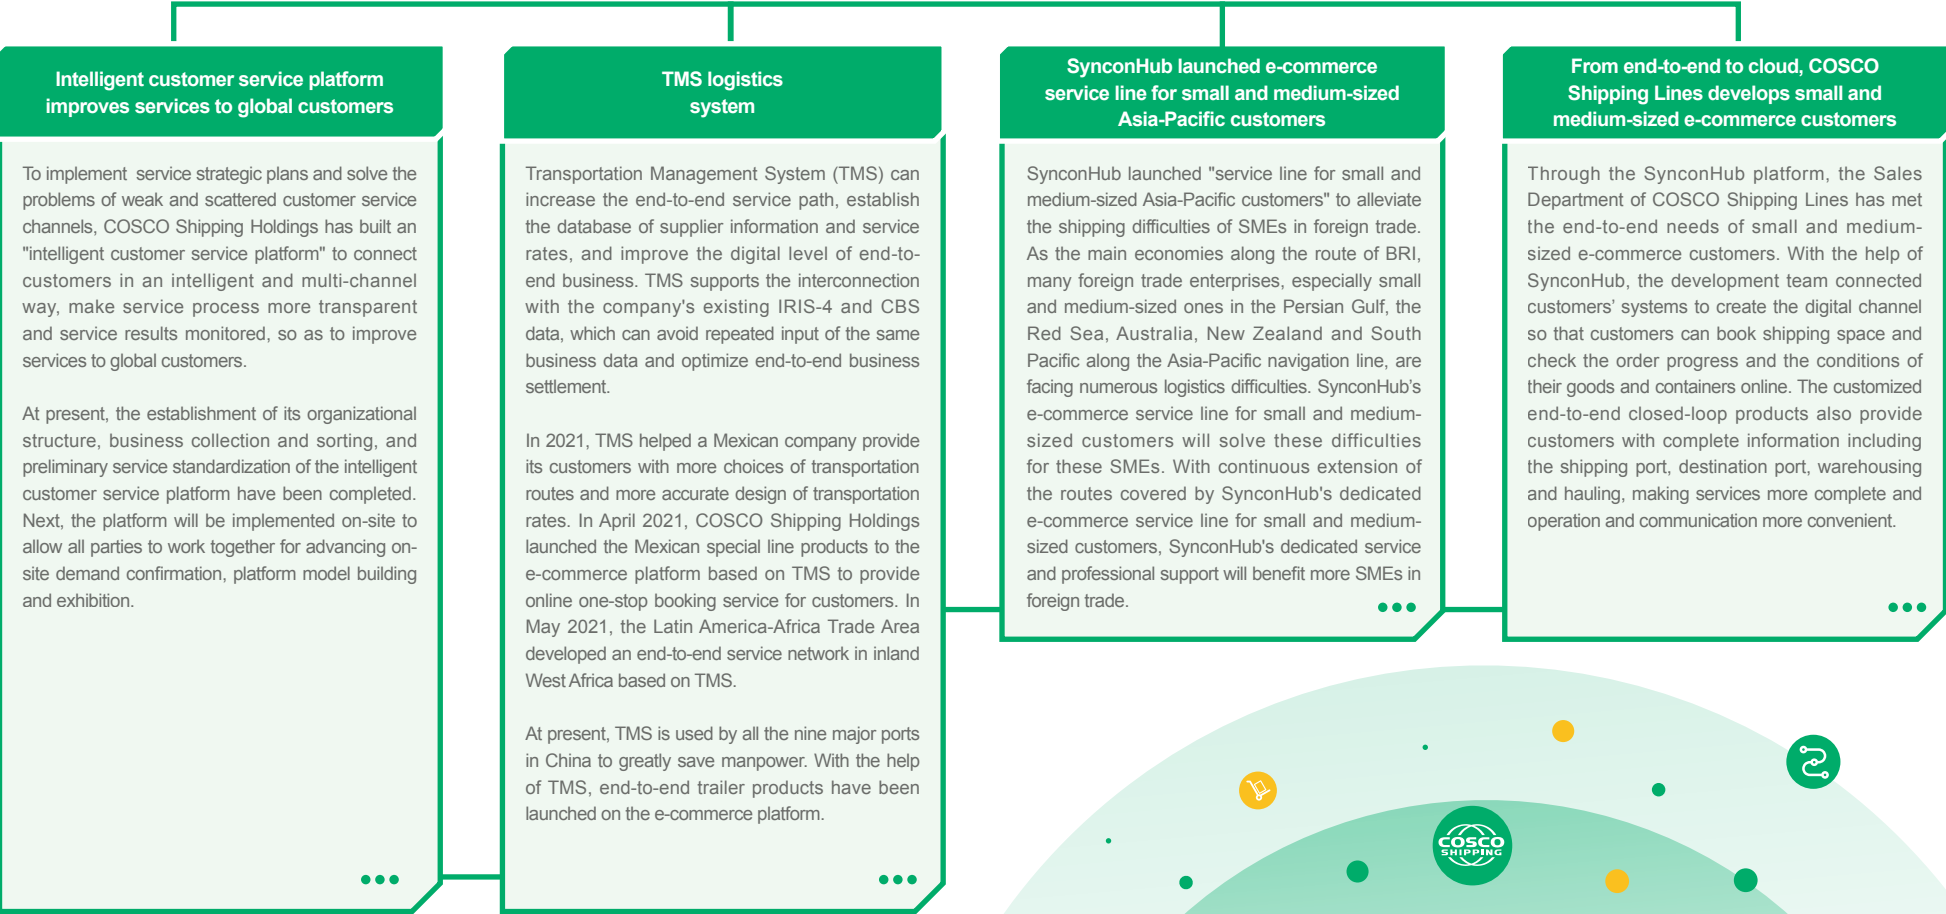 Intelligent customer service platform
improves services to global customers
To implement service strategic plans and solve the
problems of weak and scattered customer service
channels, COSCO Shipping Holdings has built an
"intelligent customer service platform" to connect
customers in an intelligent and multi-channel
way, make service process more transparent
and service results monitored, so as to improve
services to global customers.
At present, the establishment of its organizational
structure, business collection and sorting, and
preliminary service standardization of the intelligent
customer service platform have been completed.
Next, the platform will be implemented on-site to
allow all parties to work together for advancing on-
site demand confirmation, platform model building
and exhibition.
TMS logistics
system
Transportation Management System (TMS) can
increase the end-to-end service path, establish
the database of supplier information and service
rates, and improve the digital level of end-to-
end business. TMS supports the interconnection
with the company's existing IRIS-4 and CBS
data, which can avoid repeated input of the same
business data and optimize end-to-end business
settlement.
In 2021, TMS helped a Mexican company provide
its customers with more choices of transportation
routes and more accurate design of transportation
rates. In April 2021, COSCO Shipping Holdings
launched the Mexican special line products to the
e-commerce platform based on TMS to provide
online one-stop booking service for customers. In
May 2021, the Latin America-Africa Trade Area
developed an end-to-end service network in inland
West Africa based on TMS.
At present, TMS is used by all the nine major ports
in China to greatly save manpower. With the help
of TMS, end-to-end trailer products have been
launched on the e-commerce platform.
SynconHub launched e-commerce
service line for small and medium-sized
Asia-Pacific customers
SynconHub launched "service line for small and
medium-sized Asia-Pacific customers" to alleviate
the shipping difficulties of SMEs in foreign trade.
As the main economies along the route of BRI,
many foreign trade enterprises, especially small
and medium-sized ones in the Persian Gulf, the
Red Sea, Australia, New Zealand and South
Pacific along the Asia-Pacific navigation line, are
facing numerous logistics difficulties. SynconHub's
e-commerce service line for small and medium-
sized customers will solve these difficulties
for these SMEs. With continuous extension of
the routes covered by SynconHub's dedicated
e-commerce service line for small and medium-
sized customers, SynconHub's dedicated service
and professional support will benefit more SMEs in
foreign trade.
From end-to-end to cloud, COSCO
Shipping Lines develops small and
medium-sized e-commerce customers
Through the SynconHub platform, the Sales
Department of COSCO Shipping Lines has met
the end-to-end needs of small and medium-
sized e-commerce customers. With the help of
SynconHub, the development team connected
customers' systems to create the digital channel
so that customers can book shipping space and
check the order progress and the conditions of
their goods and containers online. The customized
end-to-end closed-loop products also provide
customers with complete information including
the shipping port, destination port, warehousing
and hauling, making services more complete and
operation and communication more convenient.
COSCO
SHIPPING